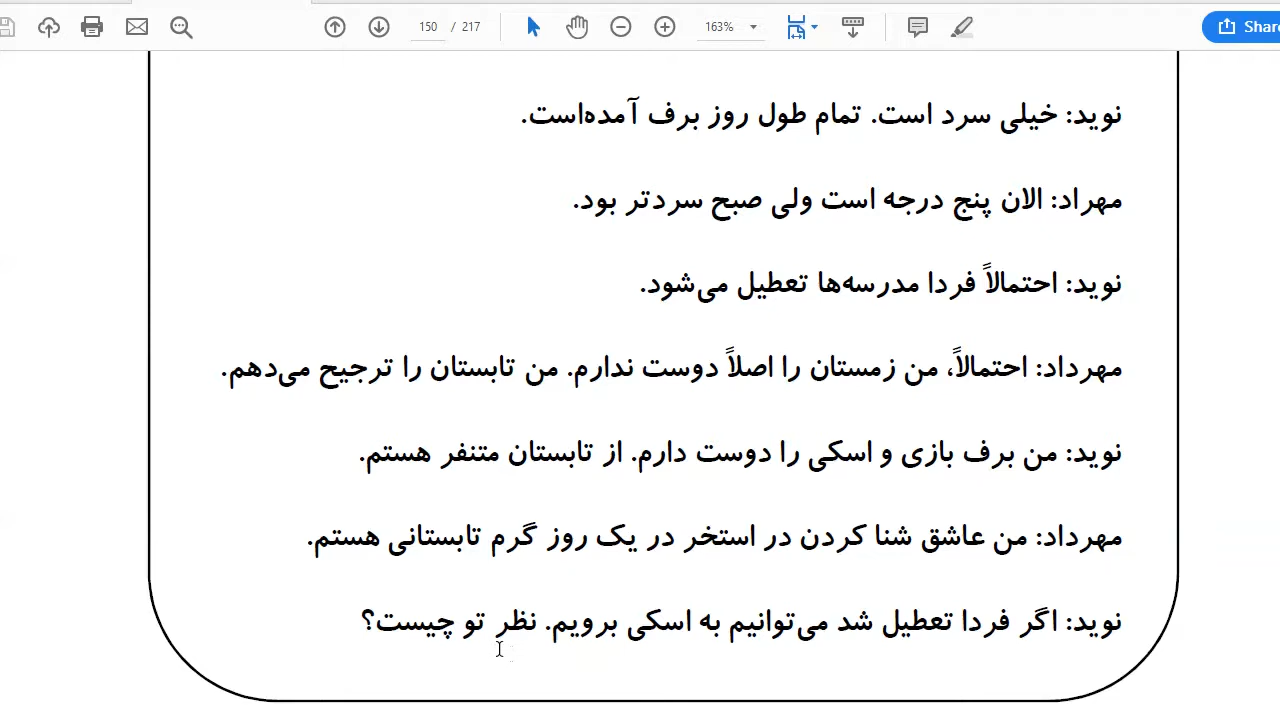 150 / 217
163%
Share
نوید: خیلی سرد است. تمام طول روز برف آمده‌است.
مهراد: الان پنج درجه است ولی صبح سردتر بود.
نوید: احتمالاً فردا مدرسه‌ها تعطیل می‌شود.
مهرداد: احتمالاً، من زمستان را اصلاً دوست ندارم. من تابستان را ترجیح می‌دهم.
نوید: من برف بازی و اسکی را دوست دارم. از تابستان متنفر هستم.
مهرداد: من عاشق شنا کردن در استخر در یک روز گرم تابستانی هستم.
نوید: اگر فردا تعطیل شد می‌توانیم به اسکی برویم. نظر تو چیست؟